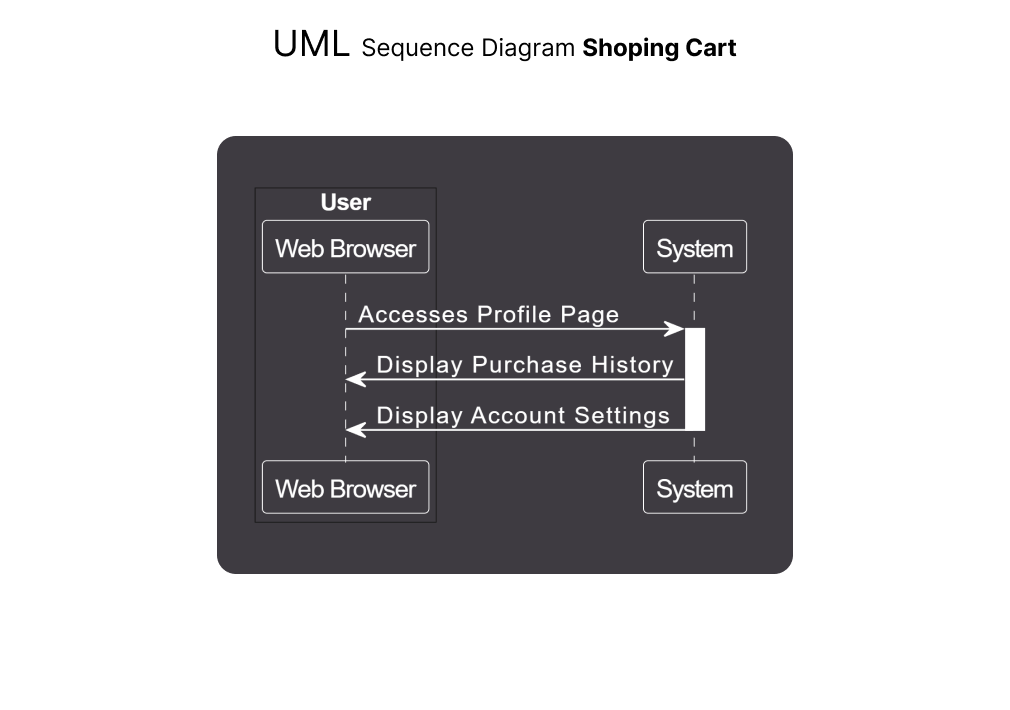 UML Sequence Diagram Shoping Cart
User
Web Browser
System
Accesses Profile Page
Display Purchase History
Display Account Settings
Web Browser
System